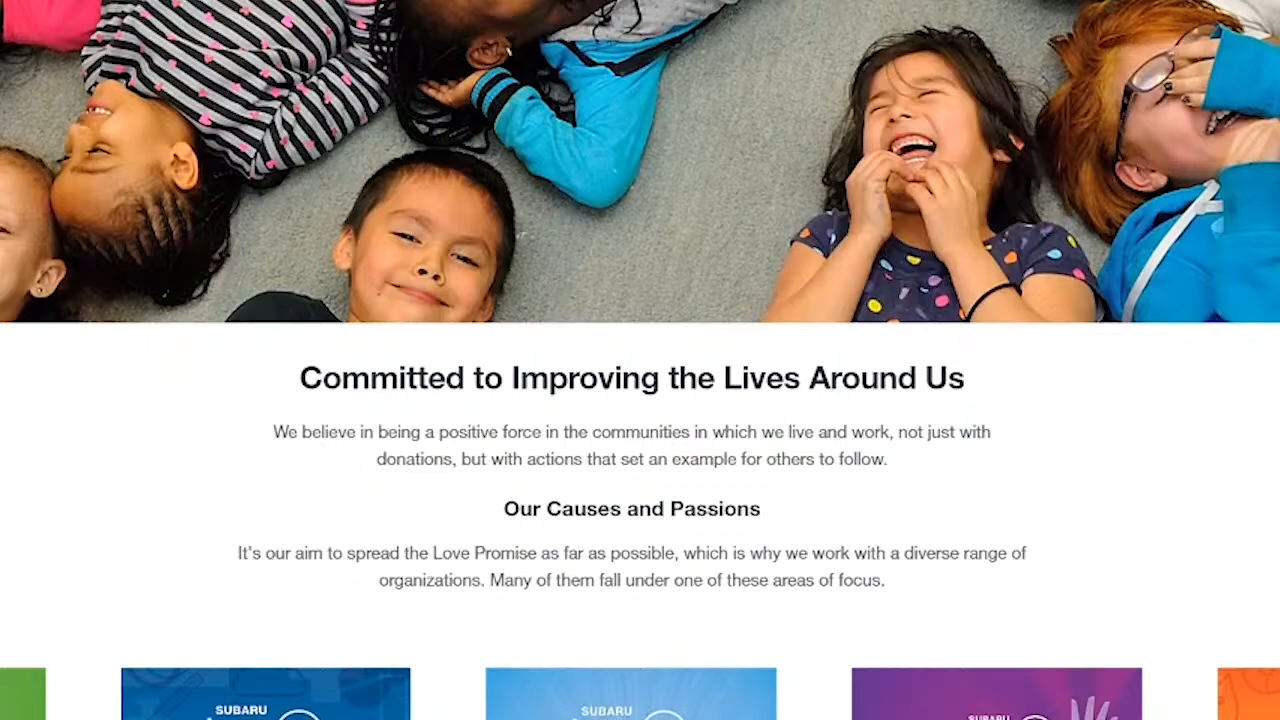 Committed to Improving the Lives Around Us
We believe in being a positive force in the communities in which we live and work, not just with
donations, but with actions that set an example for others to follow.
Our Causes and Passions
It's our aim to spread the Love Promise as far as possible, which is why we work with a diverse range of
organizations. Many of them fall under one of these areas of focus.
SUBARU
SUBARU
SUBARU